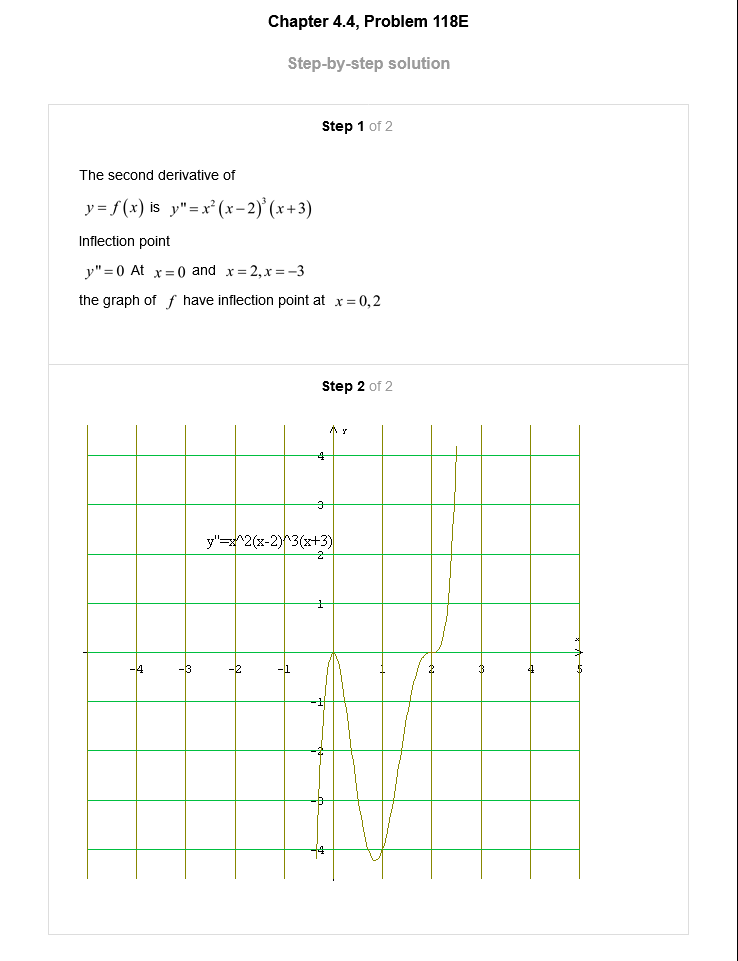 Chapter 4.4, Problem 118E
Step-by-step solution
Step 1 of 2
The second derivative of
y = f(x) is y" = x²(x−2)³(x+3)
Inflection point
y" = 0 At x = 0 and x = 2, x = −3
the graph of f have inflection point at x = 0, 2
Step 2 of 2
Y
4
3
y"=x^2(x-2)^3(x+3)
2
1
x
-4 -3 -2 -1 1 2 3 4 5
-1
-2
-3
-4